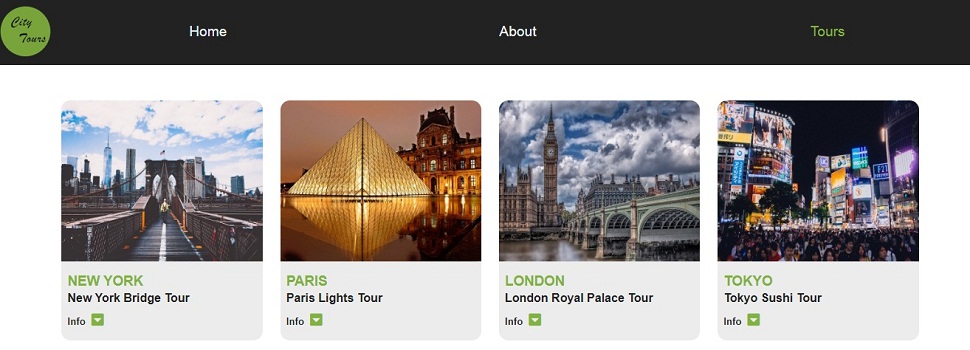 City
Tours
Home
About
Tours
NEW YORK
New York Bridge Tour
Info
PARIS
Paris Lights Tour
Info
LONDON
London Royal Palace Tour
Info
TOKYO
Tokyo Sushi Tour
Info